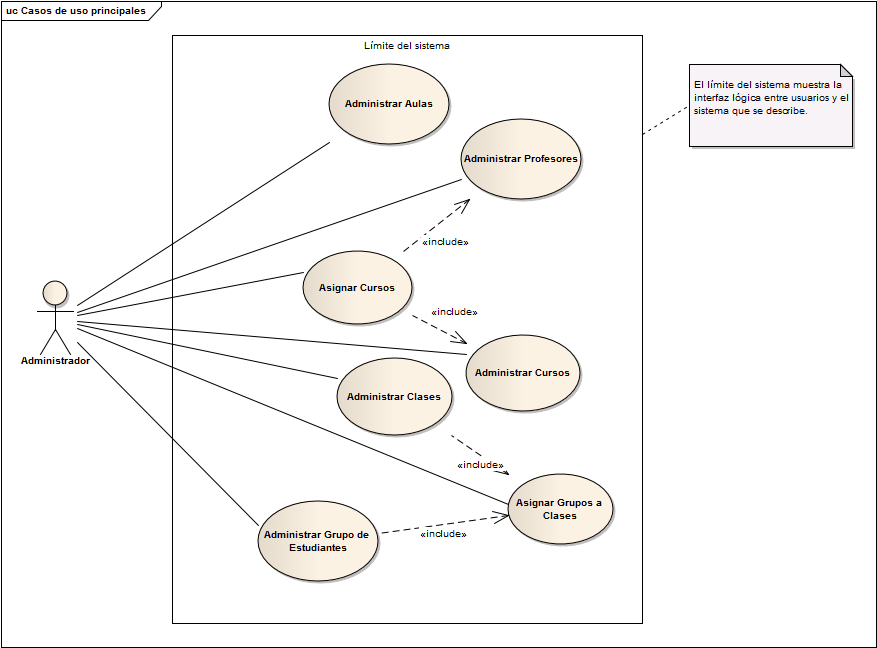 uc Casos de uso principales
Límite del sistema
Administrar Aulas
El límite del sistema muestra la
interfaz lógica entre usuarios y el
sistema que se describe.
Administrar Profesores
«include»
Asignar Cursos
«include»
Administrador
Administrar Cursos
Administrar Clases
«include»
Asignar Grupos a
Clases
Administrar Grupo de
Estudiantes
«include»